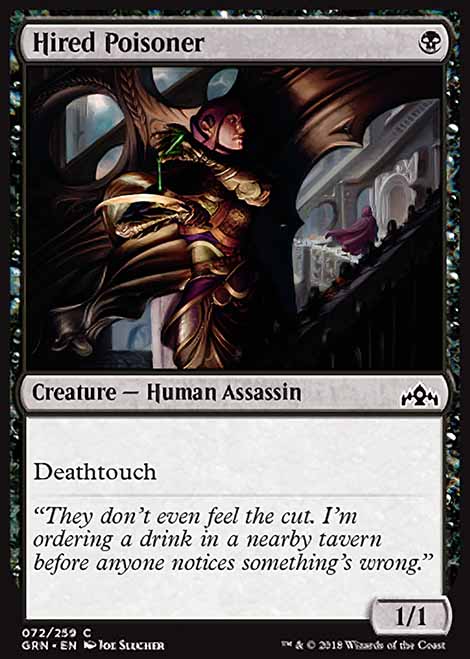 Hired Poisoner
Creature — Human Assassin
Deathtouch
“They don’t even feel the cut. I’m
ordering a drink in a nearby tavern
before anyone notices something’s wrong.”
1/1
072/259 C
GRN • EN Joe Slucher
™ & © 2018 Wizards of the Coast